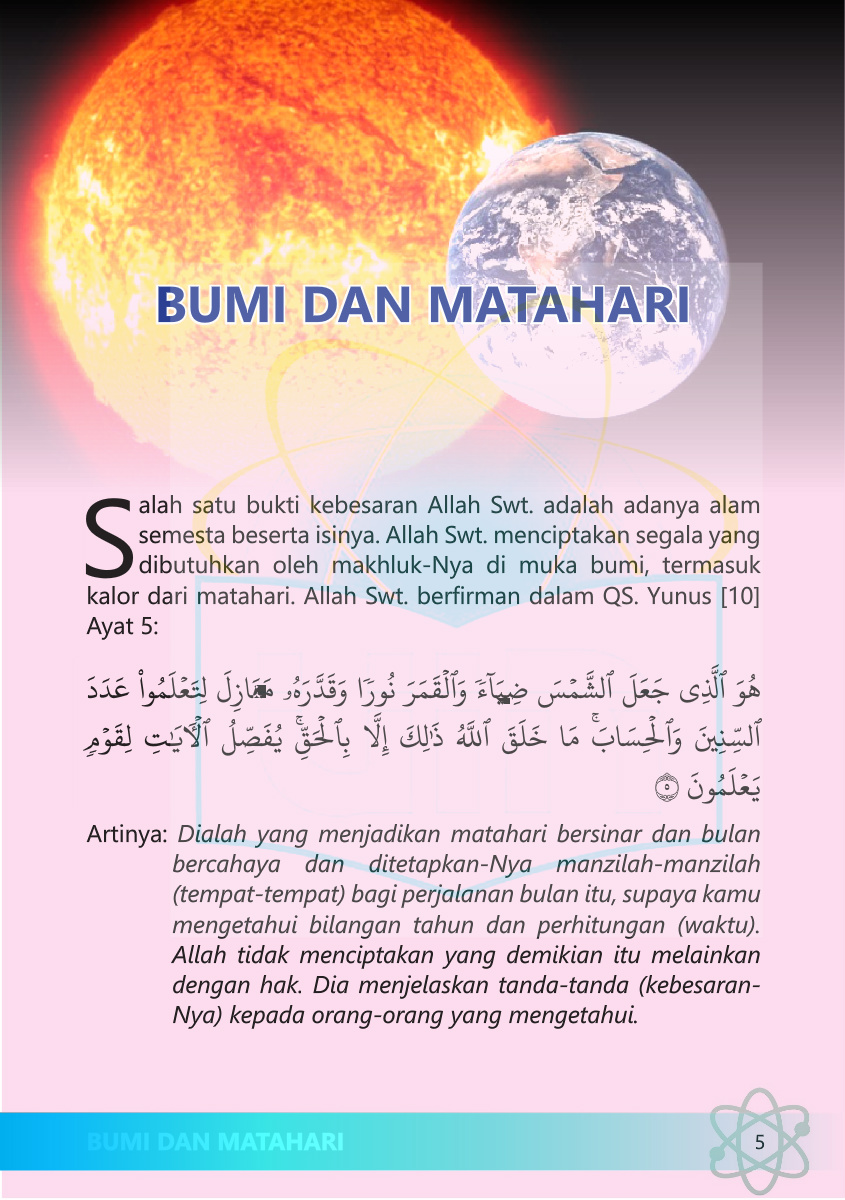 BUMI DAN MATAHARI
Salah satu bukti kebesaran Allah Swt. adalah adanya alam
semesta beserta isinya. Allah Swt. menciptakan segala yang
dibutuhkan oleh makhluk-Nya di muka bumi, termasuk
kalor dari matahari. Allah Swt. berfirman dalam QS. Yunus [10]
Ayat 5:
هُوَ ٱلَّذِى جَعَلَ ٱلشَّمْسَ ضِيَآءً وَٱلْقَمَرَ نُورًا وَقَدَّرَهُۥ مَنَازِلَ لِتَعْلَمُوا۟ عَدَدَ
ٱلسِّنِينَ وَٱلْحِسَابَ ۚ مَا خَلَقَ ٱللَّهُ ذَٰلِكَ إِلَّا بِٱلْحَقِّ ۚ يُفَصِّلُ ٱلْءَايَـٰتِ لِقَوْمٍ
يَعْلَمُونَ ۝٥
Artinya: Dialah yang menjadikan matahari bersinar dan bulan
bercahaya dan ditetapkan-Nya manzilah-manzilah
(tempat-tempat) bagi perjalanan bulan itu, supaya kamu
mengetahui bilangan tahun dan perhitungan (waktu).
Allah tidak menciptakan yang demikian itu melainkan
dengan hak. Dia menjelaskan tanda-tanda (kebesaran-
Nya) kepada orang-orang yang mengetahui.
BUMI DAN MATAHARI
5